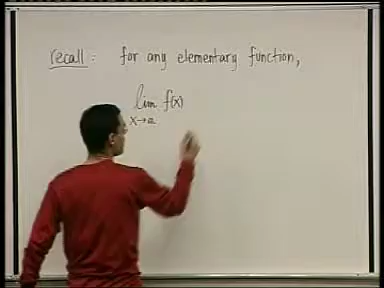 recall: for any elementary function,
lim f(x)
x→a